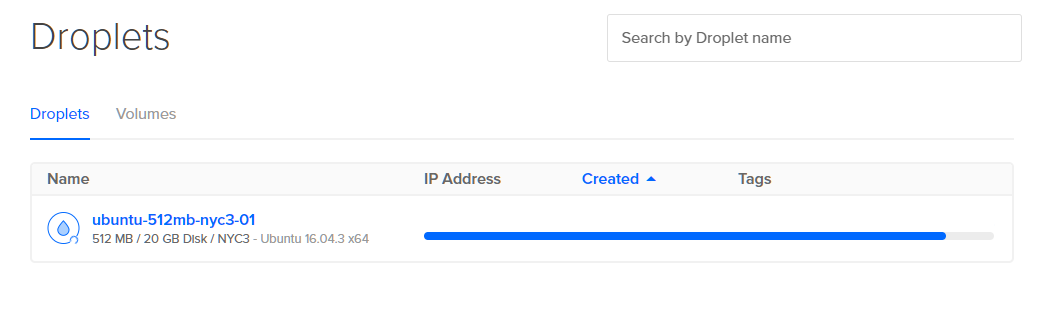 Droplets
Search by Droplet name
Droplets Volumes
Name IP Address Created Tags
ubuntu-512mb-nyc3-01
512 MB / 20 GB Disk / NYC3 - Ubuntu 16.04.3 x64